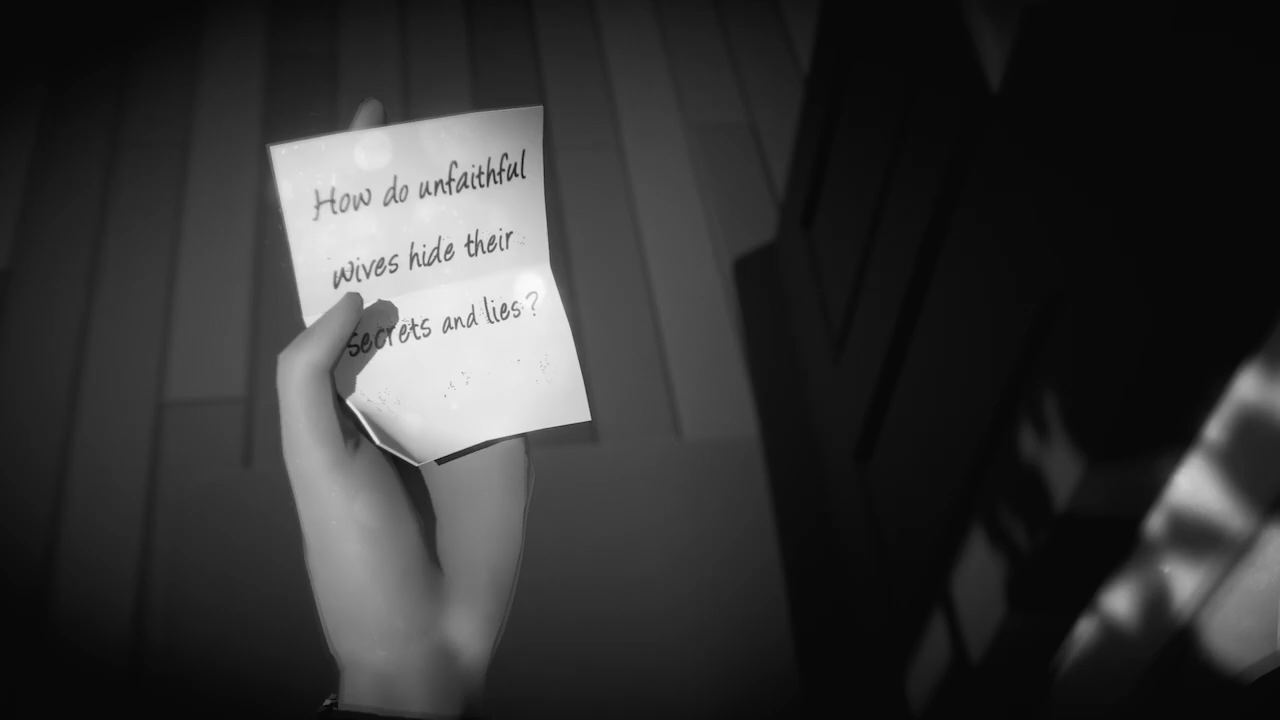 How do unfaithful
wives hide their
secrets and lies?